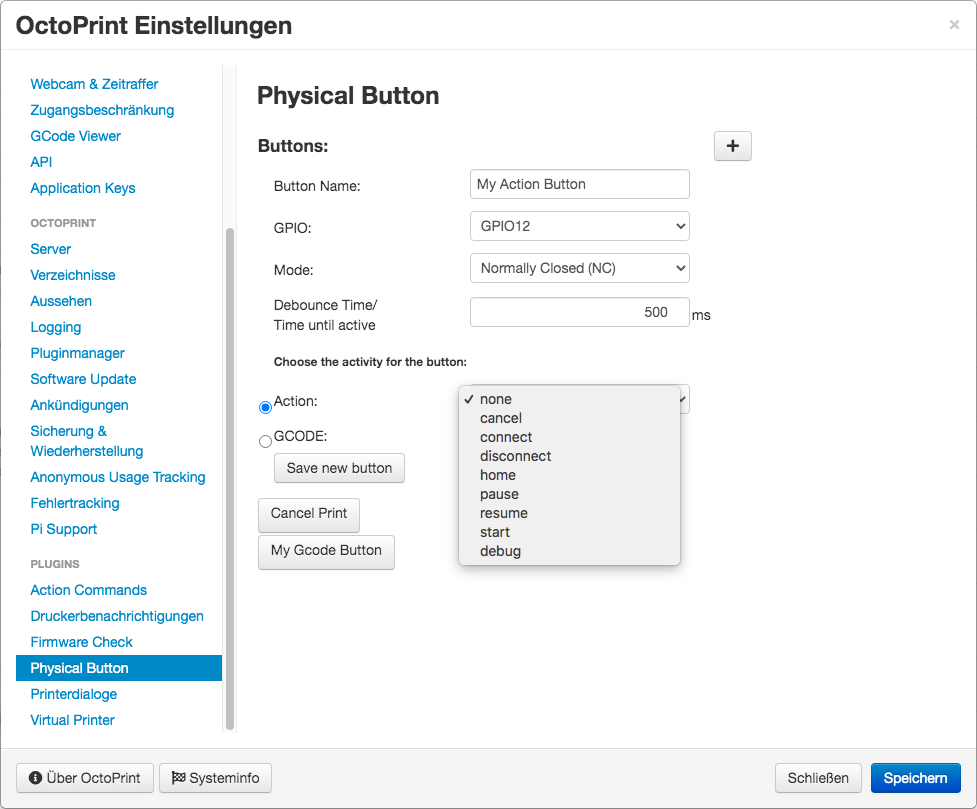 OctoPrint Einstellungen
×
Webcam & Zeitraffer
Zugangsbeschränkung
GCode Viewer
API
Application Keys
OCTOPRINT
Server
Verzeichnisse
Aussehen
Logging
Pluginmanager
Software Update
Ankündigungen
Sicherung &
Wiederherstellung
Anonymous Usage Tracking
Fehlertracking
Pi Support
PLUGINS
Action Commands
Druckerbenachrichtigungen
Firmware Check
Physical Button
Printerdialoge
Virtual Printer
Physical Button
Buttons:
+
Button Name:
My Action Button
GPIO:
GPIO12
Mode:
Normally Closed (NC)
Debounce Time/
Time until active
500
ms
Choose the activity for the button:
Action:
✓ none
cancel
connect
disconnect
home
pause
resume
start
debug
GCODE:
Save new button
Cancel Print
My Gcode Button
Über OctoPrint
Systeminfo
Schließen
Speichern